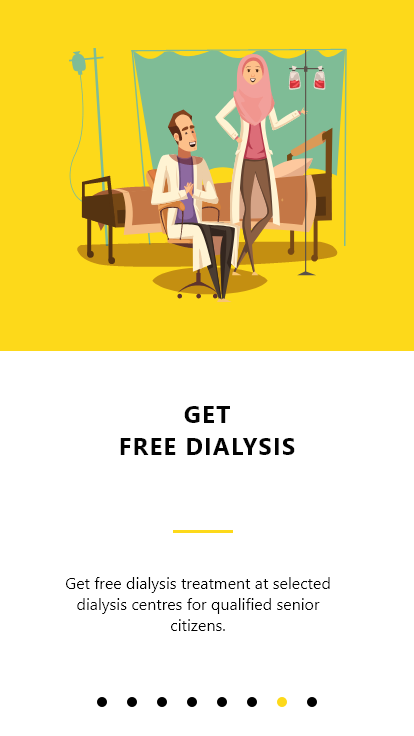 GET
FREE DIALYSIS
Get free dialysis treatment at selected
dialysis centres for qualified senior
citizens.